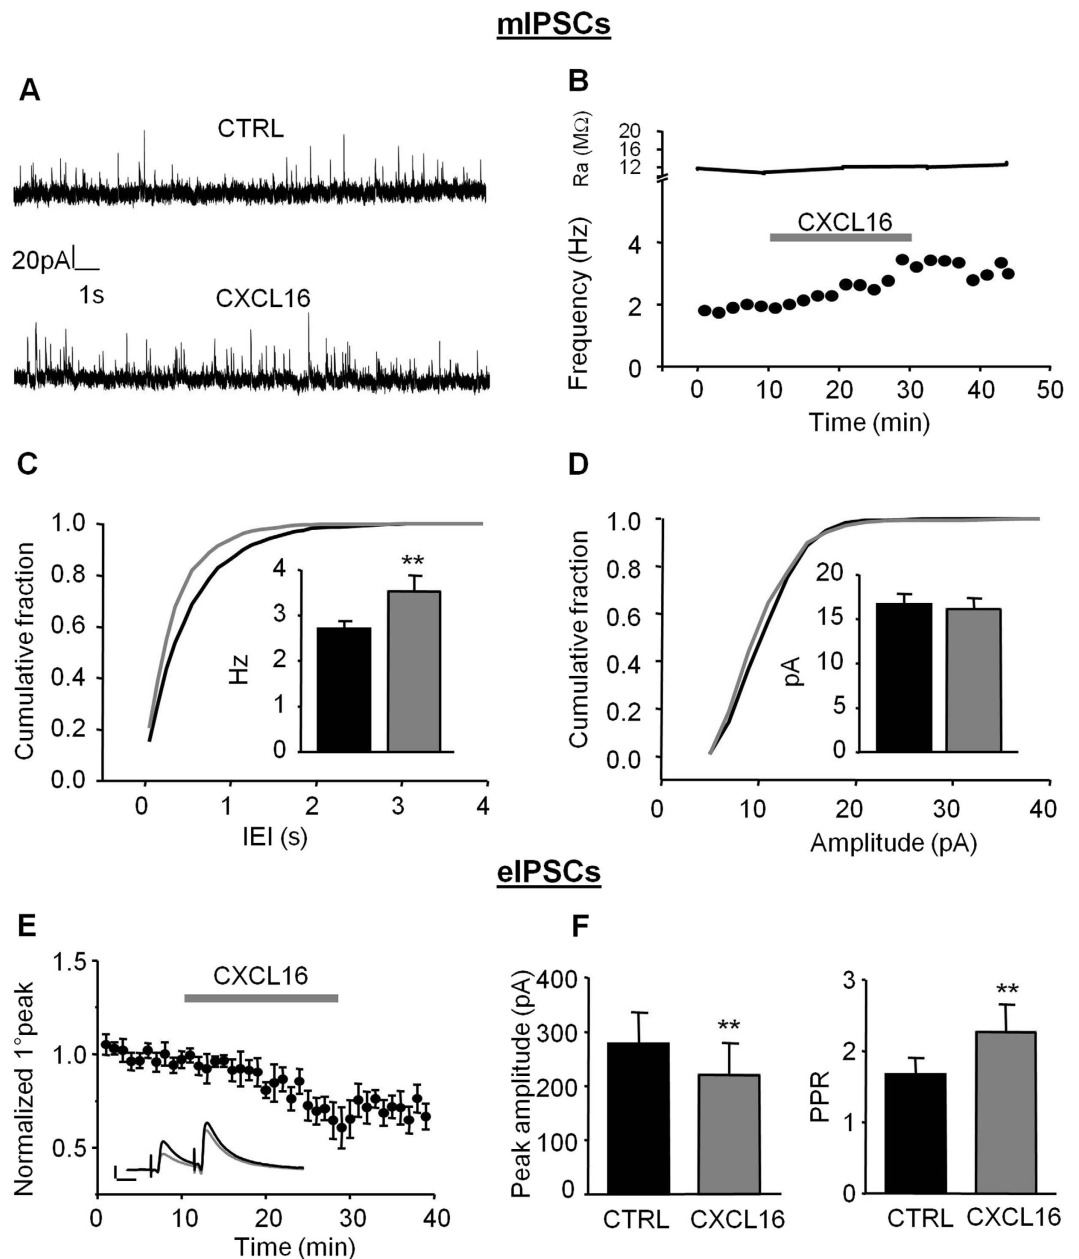 mIPSCs
A
CTRL
20pA
1s
CXCL16
B
Ra (MΩ)
20
16
12
CXCL16
Frequency (Hz)
4
2
0
0 10 20 30 40 50
Time (min)
C
Cumulative fraction
1.0
0.8
0.6
0.4
0.2
0.0
**
Hz
4
3
2
1
0
0 1 2 3 4
IEI (s)
D
Cumulative fraction
1.0
0.8
0.6
0.4
0.2
0.0
pA
20
15
10
5
0
0 10 20 30 40
Amplitude (pA)
eIPSCs
E
Normalized 1°peak
1.5
1.0
0.5
CXCL16
0 10 20 30 40
Time (min)
F
Peak amplitude (pA)
400
300
200
100
0
**
CTRL CXCL16
PPR
3
2
1
0
**
CTRL CXCL16